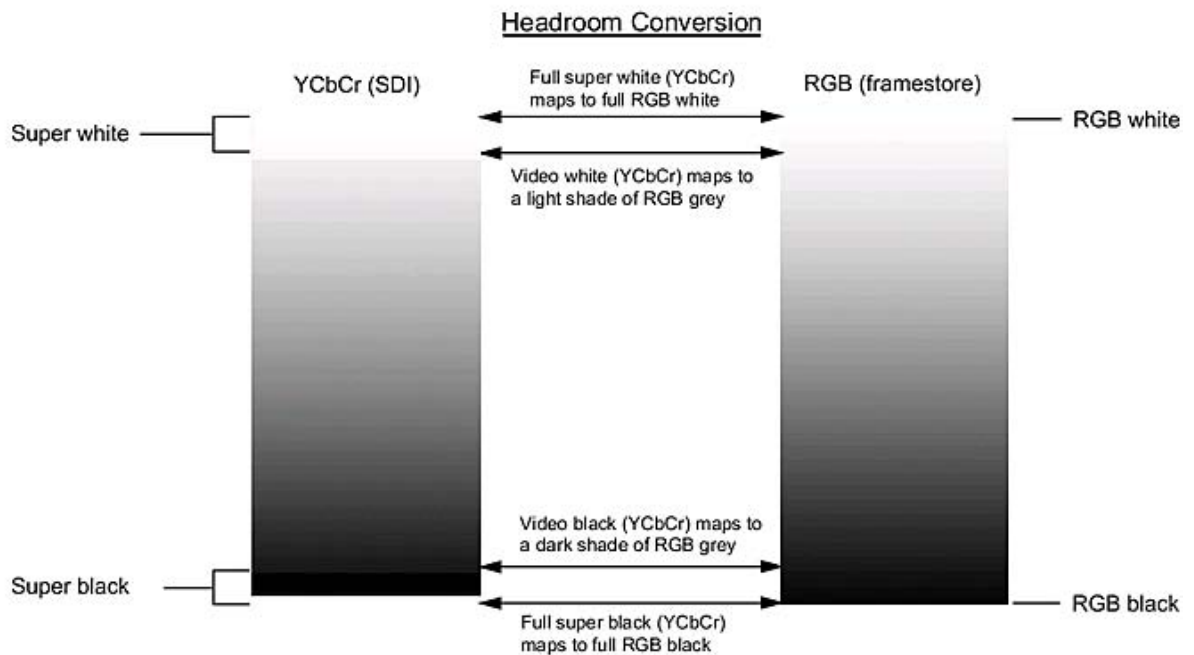 Headroom Conversion
YCbCr (SDI)
Full super white (YCbCr)
maps to full RGB white
RGB (framestore)
Super white
RGB white
Video white (YCbCr) maps to
a light shade of RGB grey
Video black (YCbCr) maps to
a dark shade of RGB grey
Super black
RGB black
Full super black (YCbCr)
maps to full RGB black